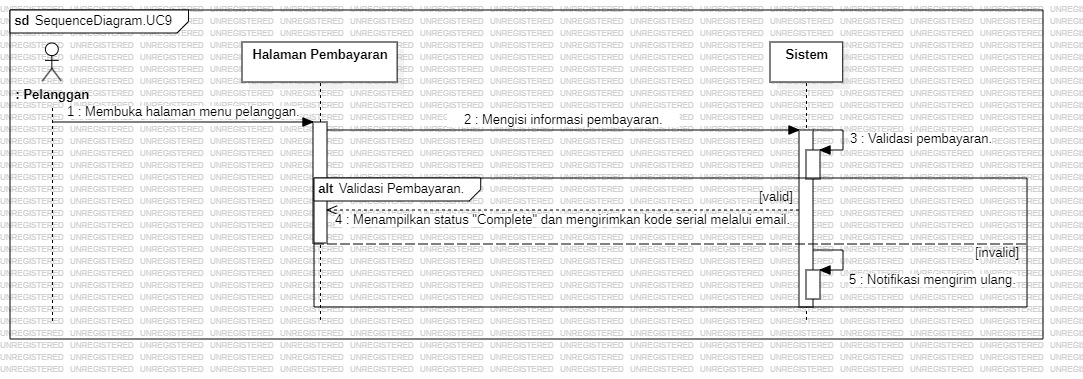 sd SequenceDiagram.UC9
Halaman Pembayaran
Sistem
: Pelanggan
1 : Membuka halaman menu pelanggan.
2 : Mengisi informasi pembayaran.
3 : Validasi pembayaran.
alt Validasi Pembayaran.
[valid]
4 : Menampilkan status "Complete" dan mengirimkan kode serial melalui email.
[invalid]
5 : Notifikasi mengirim ulang.
UNREGISTERED